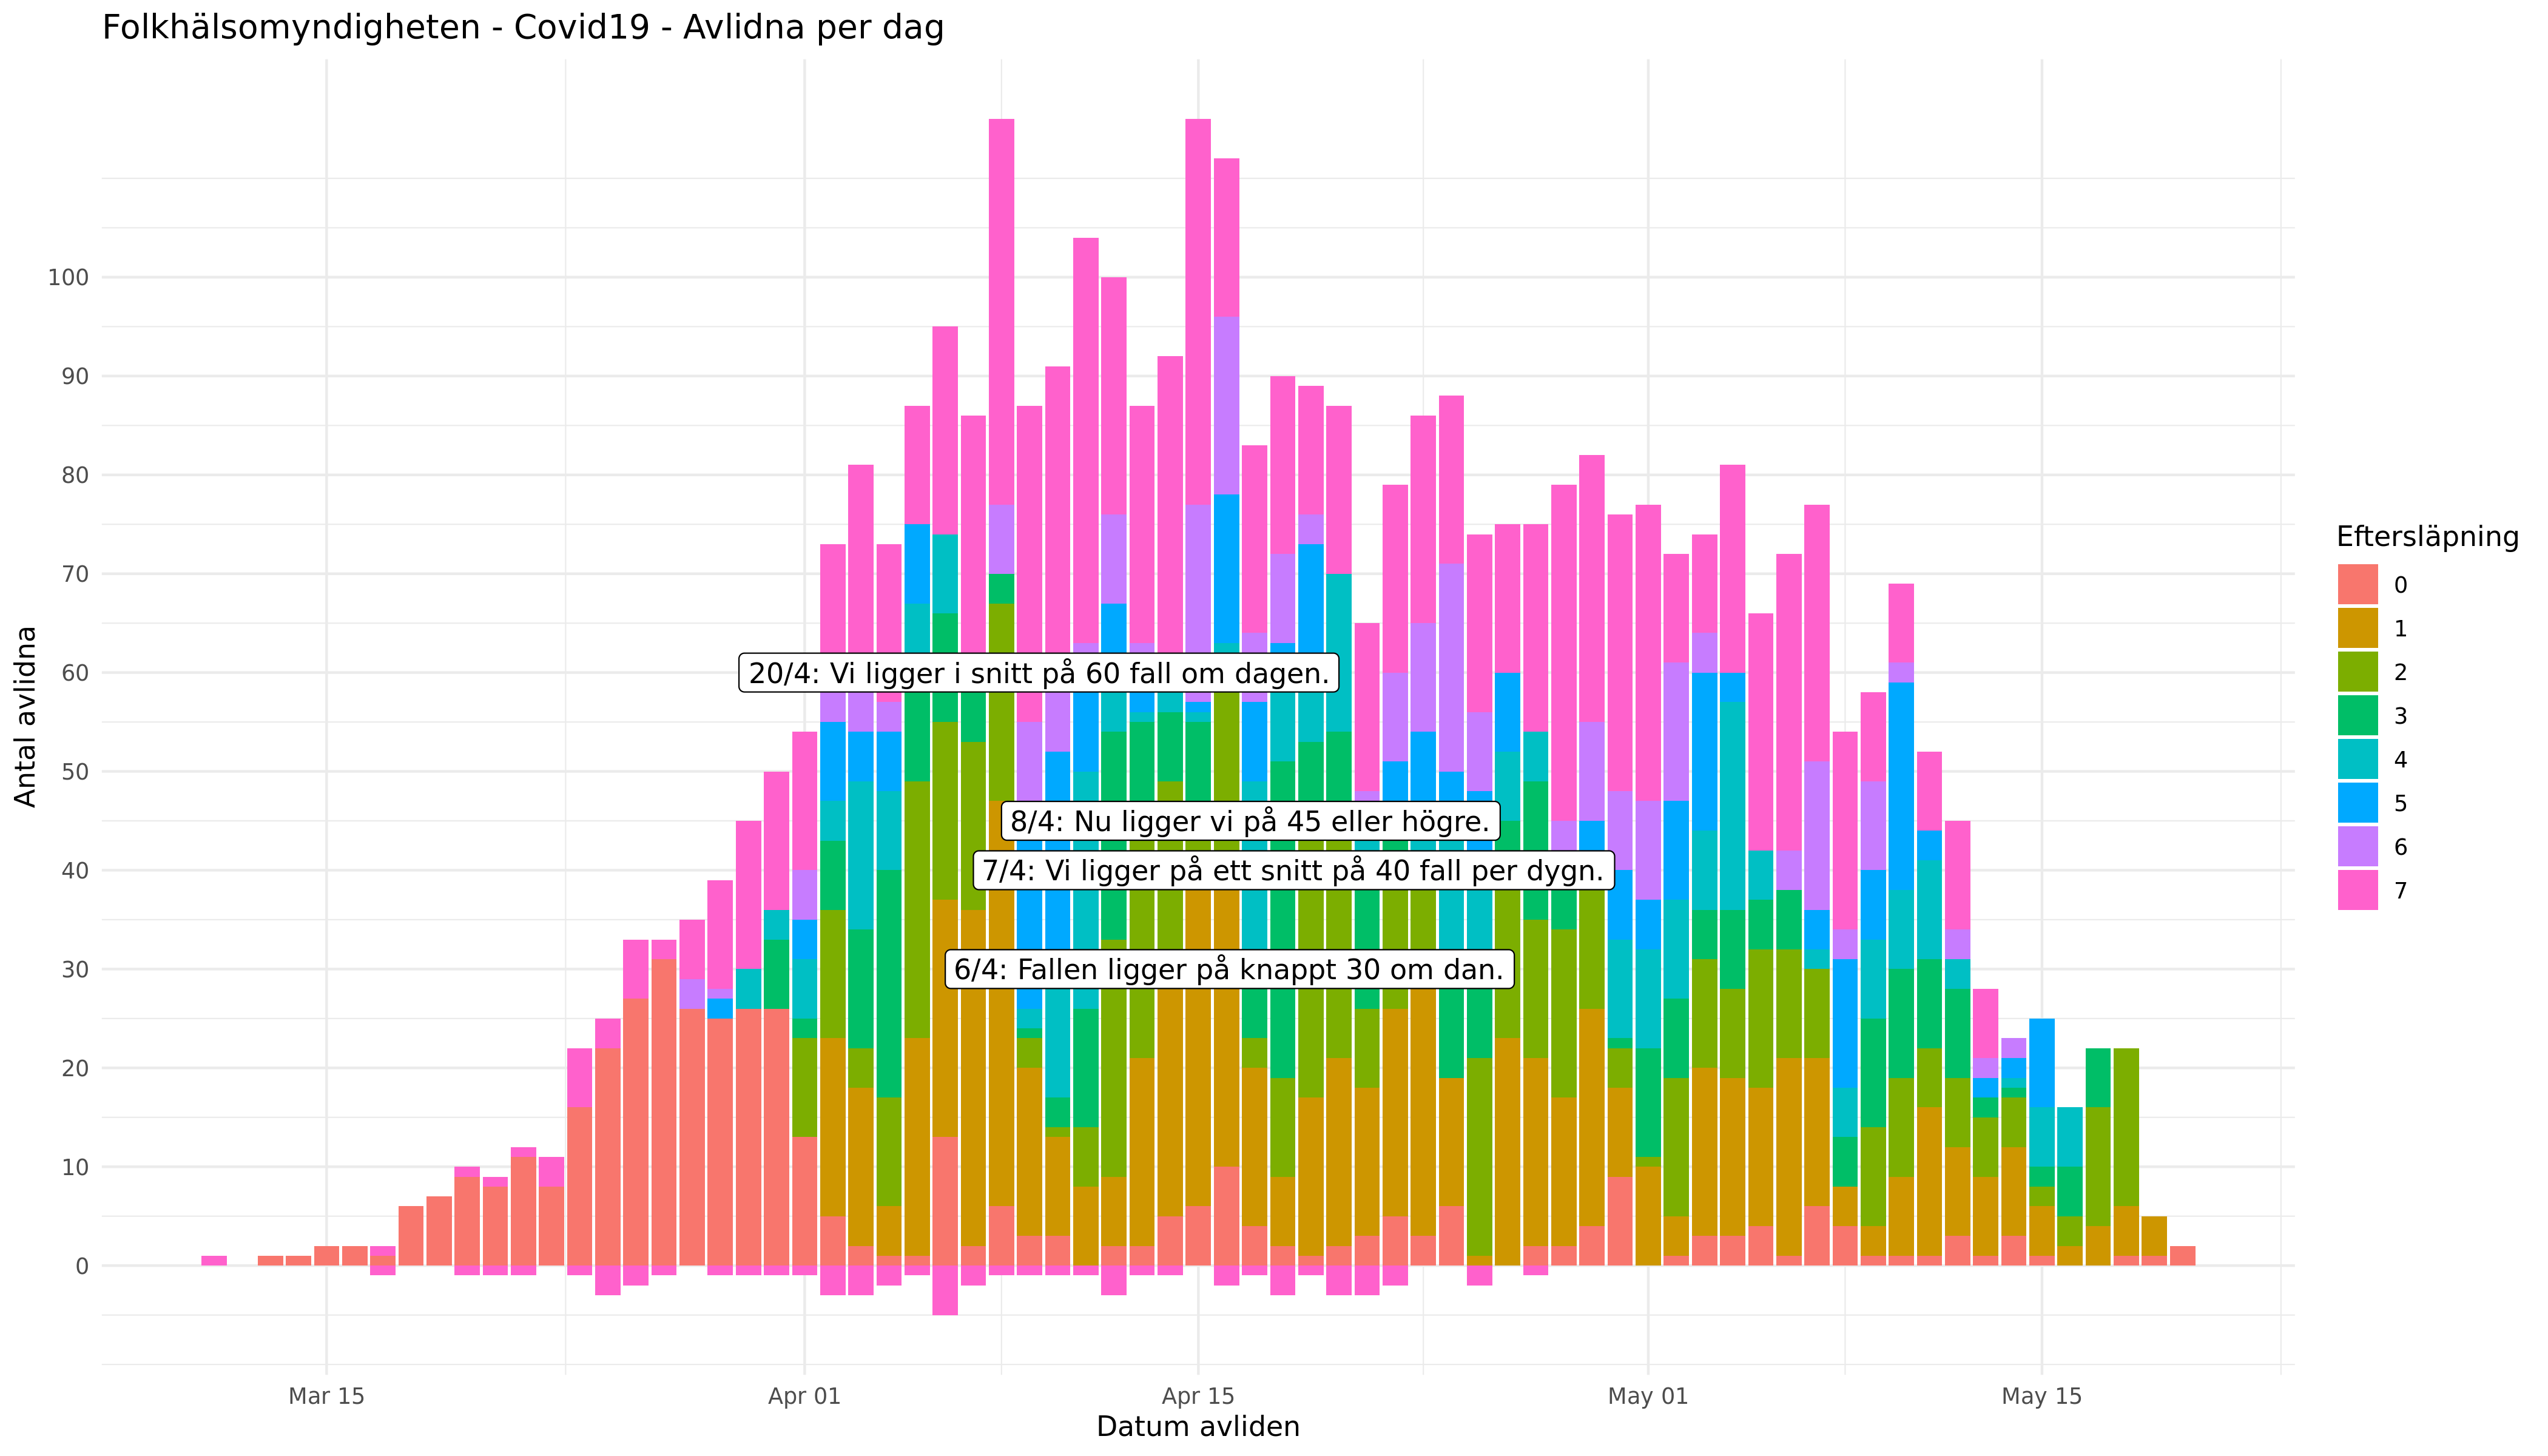 Folkhälsomyndigheten - Covid19 - Avlidna per dag
Antal avlidna
100
90
80
70
60
50
40
30
20
10
0
20/4: Vi ligger i snitt på 60 fall om dagen.
8/4: Nu ligger vi på 45 eller högre.
7/4: Vi ligger på ett snitt på 40 fall per dygn.
6/4: Fallen ligger på knappt 30 om dan.
Mar 15
Apr 01
Apr 15
May 01
May 15
Datum avliden
Eftersläpning
0
1
2
3
4
5
6
7